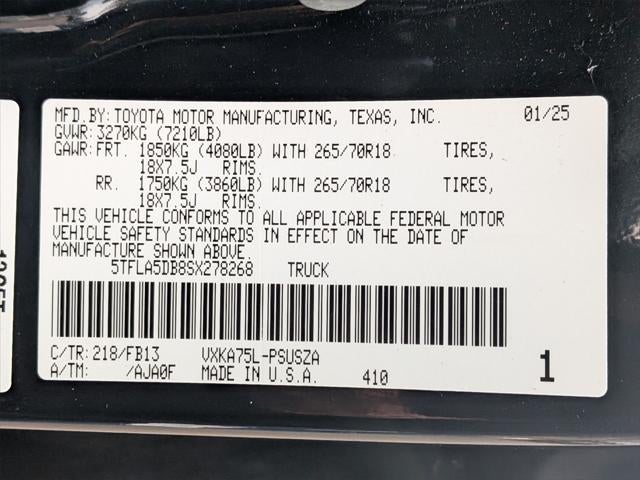 MFD.BY: TOYOTA MOTOR MANUFACTURING, TEXAS, INC. 01/25
GVWR: 3270KG (7210LB)
GAWR: FRT. 1850KG (4080LB) WITH 265/70R18 TIRES,
18X7.5J RIMS.
RR. 1750KG (3860LB) WITH 265/70R18 TIRES,
18X7.5J RIMS.
THIS VEHICLE CONFORMS TO ALL APPLICABLE FEDERAL MOTOR
VEHICLE SAFETY STANDARDS IN EFFECT ON THE DATE OF
MANUFACTURE SHOWN ABOVE.
5TFLA5DB8SX278268 TRUCK
C/TR: 218/FB13 VXKA75L-PSUSZA
A/TM: /AJA0F MADE IN U.S.A. 410 1